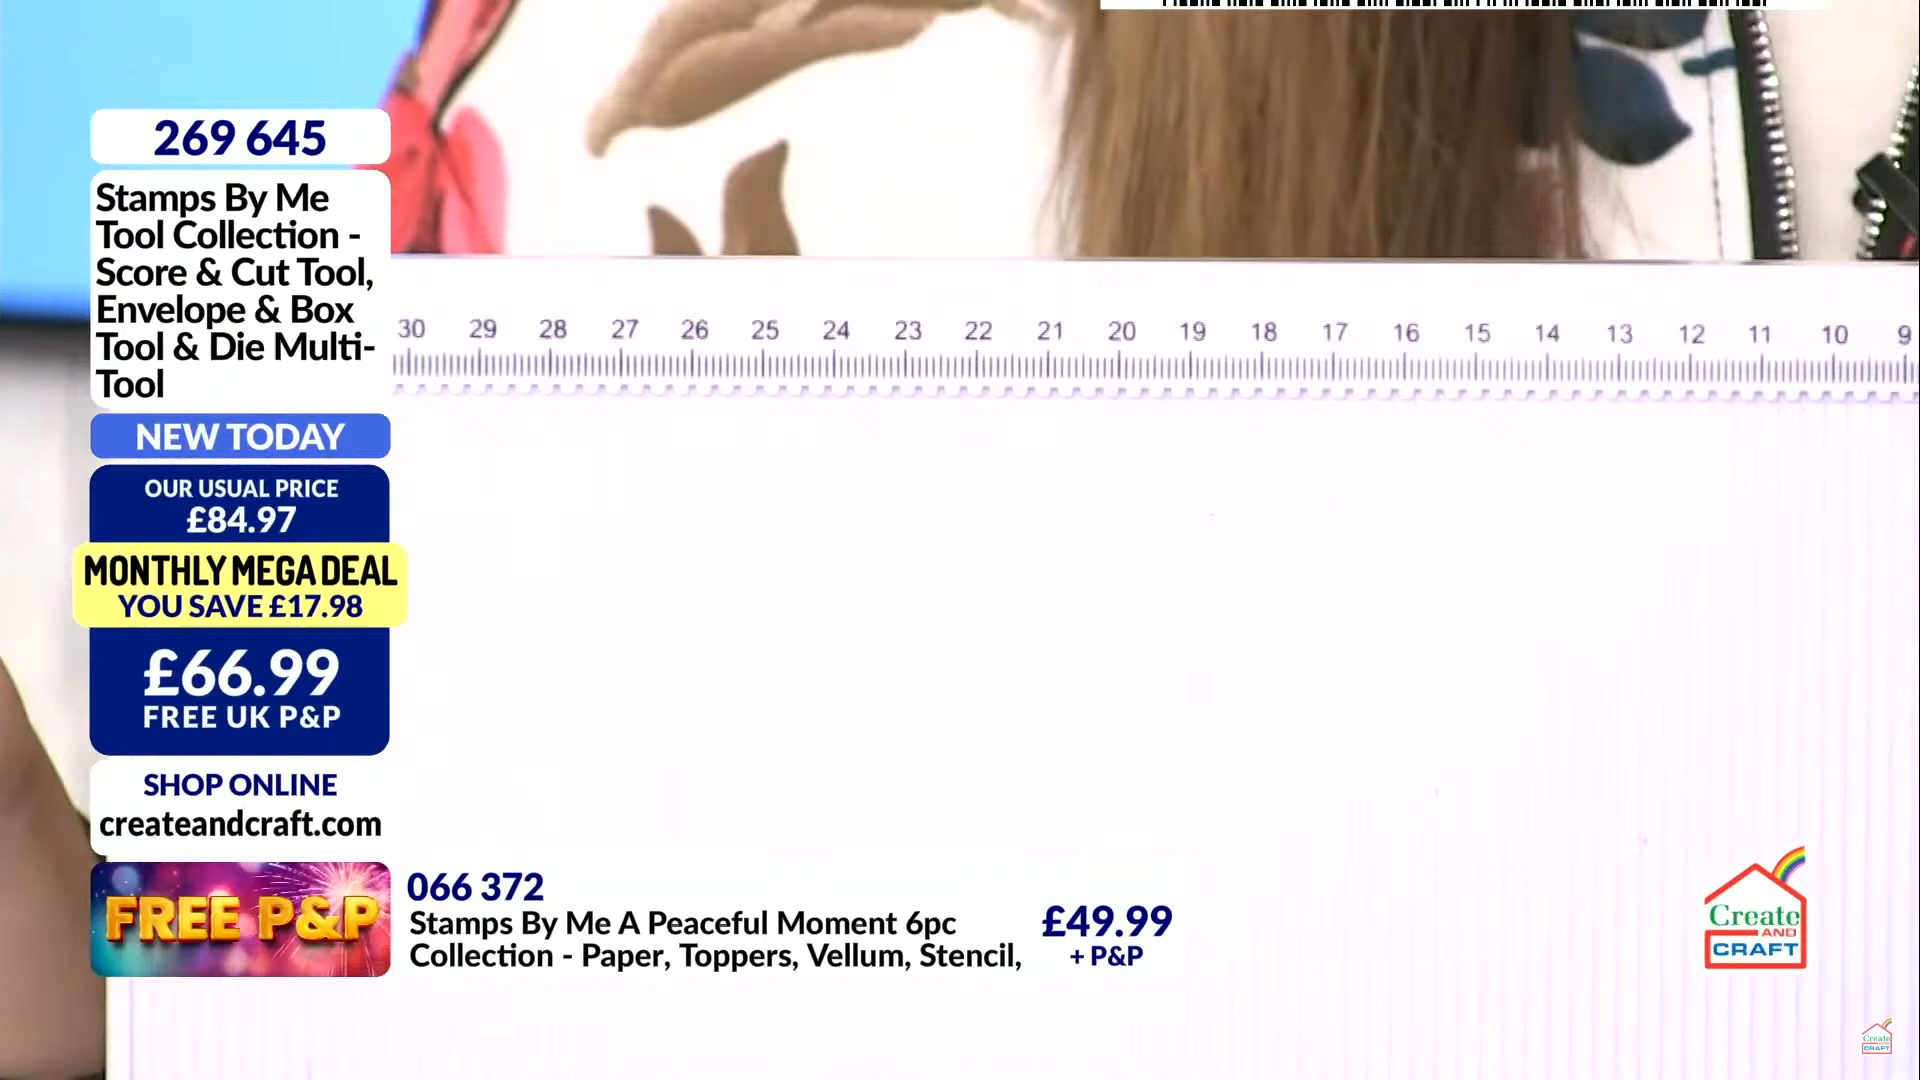 269 645
Stamps By Me
Tool Collection -
Score & Cut Tool,
Envelope & Box
Tool & Die Multi-
Tool
NEW TODAY
OUR USUAL PRICE
£84.97
MONTHLY MEGA DEAL
YOU SAVE £17.98
£66.99
FREE UK P&P
SHOP ONLINE
createandcraft.com
FREE P&P
30 29 28 27 26 25 24 23 22 21 20 19 18 17 16 15 14 13 12 11 10 9
066 372
Stamps By Me A Peaceful Moment 6pc
Collection - Paper, Toppers, Vellum, Stencil,
£49.99
+ P&P
Create
AND
CRAFT
Create
CRAFT